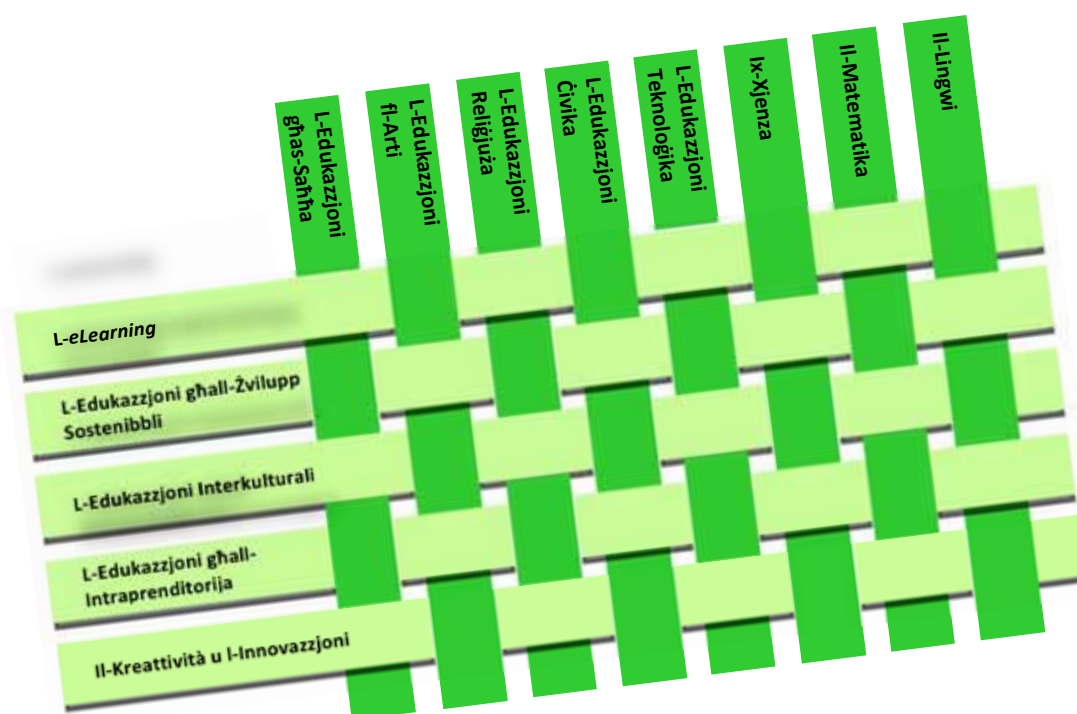 L-Edukazzjoni
għas-Saħħa
L-Edukazzjoni
fl-Arti
L-Edukazzjoni
Reliġjuża
L-Edukazzjoni
Ċivika
L-Edukazzjoni
Teknoloġika
Ix-Xjenza
Il-Matematika
Il-Lingwi
L-eLearning
L-Edukazzjoni għall-Żvilupp
Sostenibbli
L-Edukazzjoni Interkulturali
L-Edukazzjoni għall-
Intraprenditorija
Il-Kreattività u l-Innovazzjoni